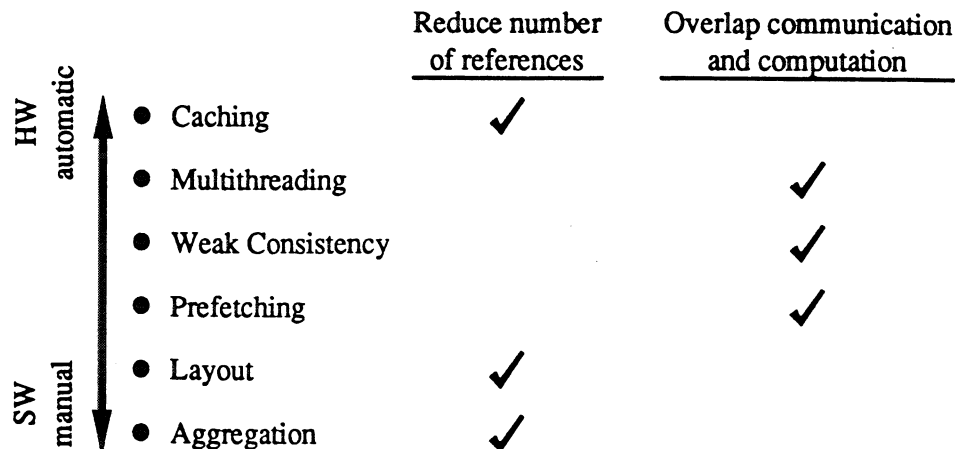 Reduce number Overlap communication
of references and computation
HW
automatic
● Caching ✓
● Multithreading ✓
● Weak Consistency ✓
● Prefetching ✓
● Layout ✓
● Aggregation ✓
SW
manual